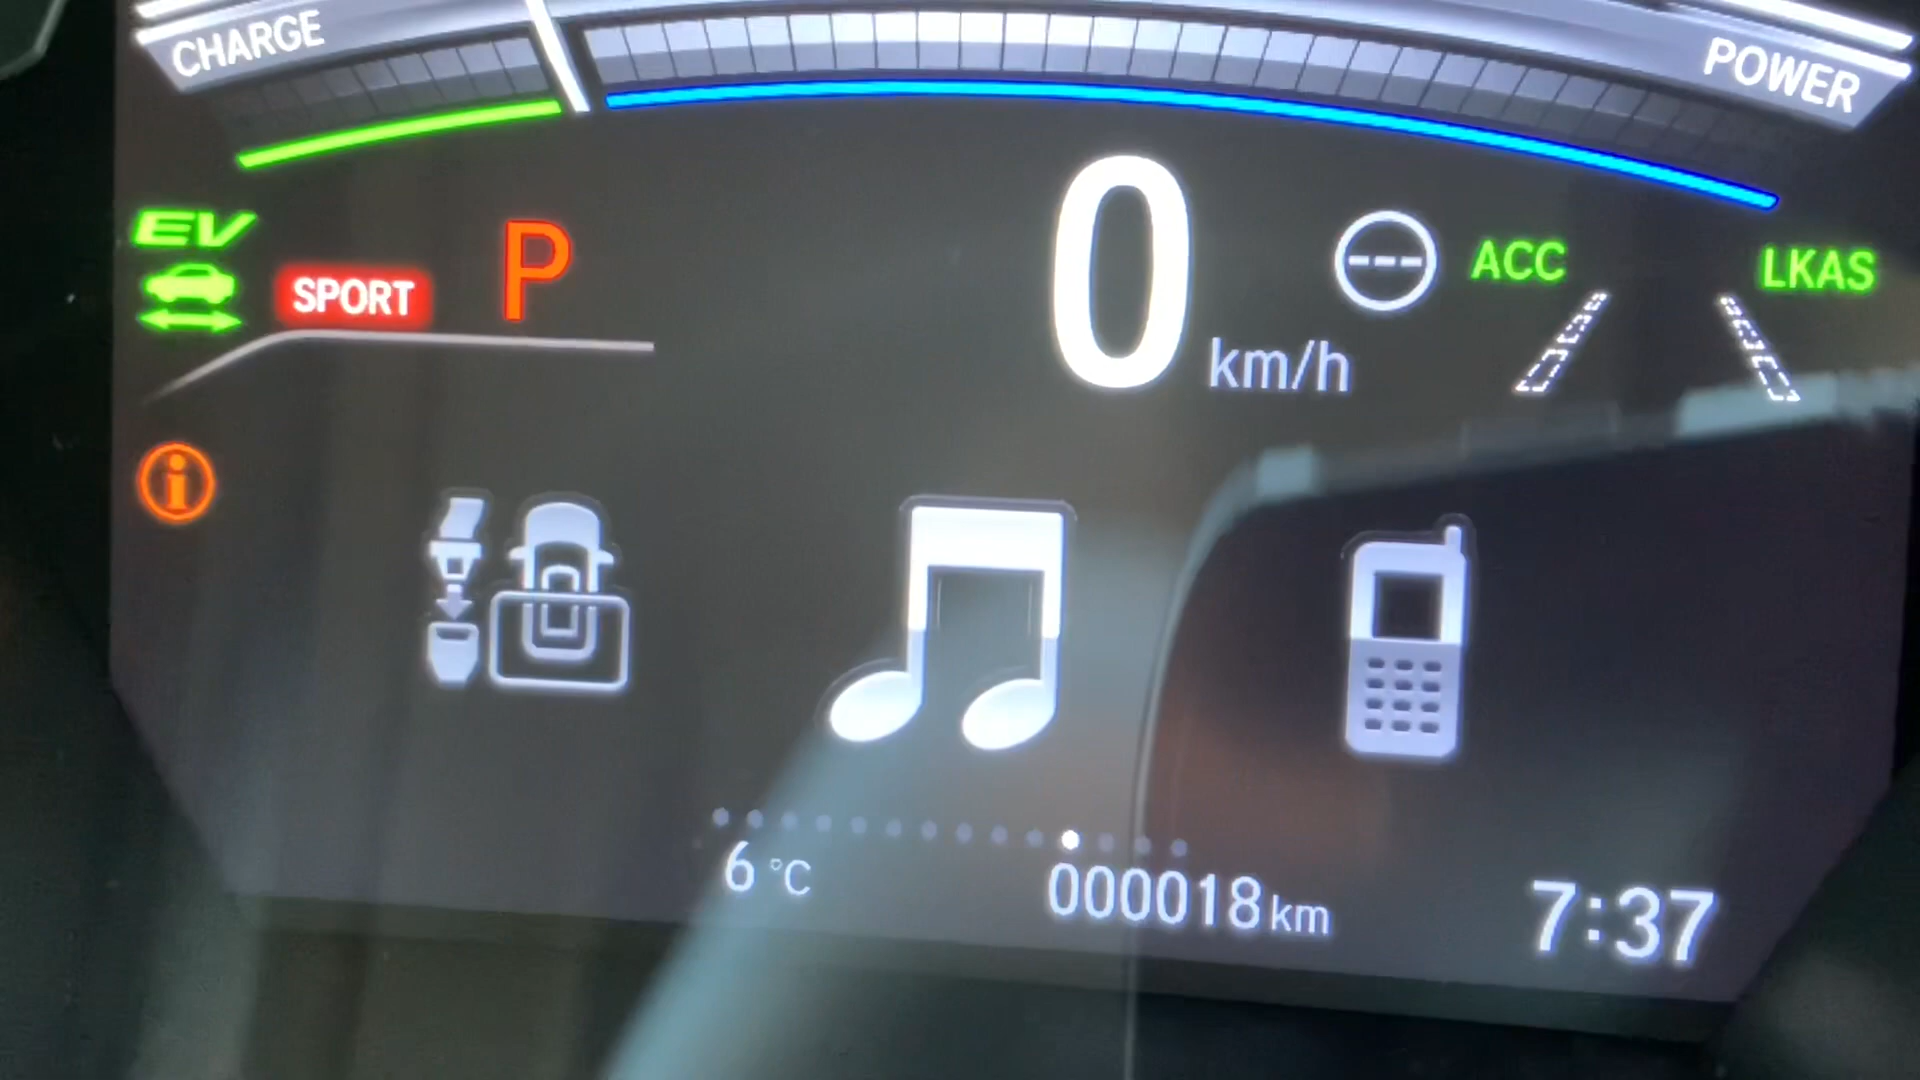 CHARGE
POWER
EV
SPORT
P
0
km/h
---
ACC
LKAS
i
6 °C
000018 km
7:37